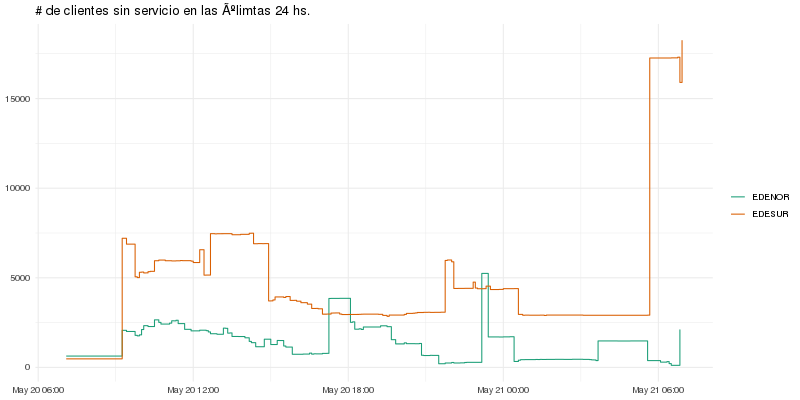 # de clientes sin servicio en las Ãºlimtas 24 hs.
15000
10000
5000
0
May 20 06:00
May 20 12:00
May 20 18:00
May 21 00:00
May 21 06:00
EDENOR
EDESUR